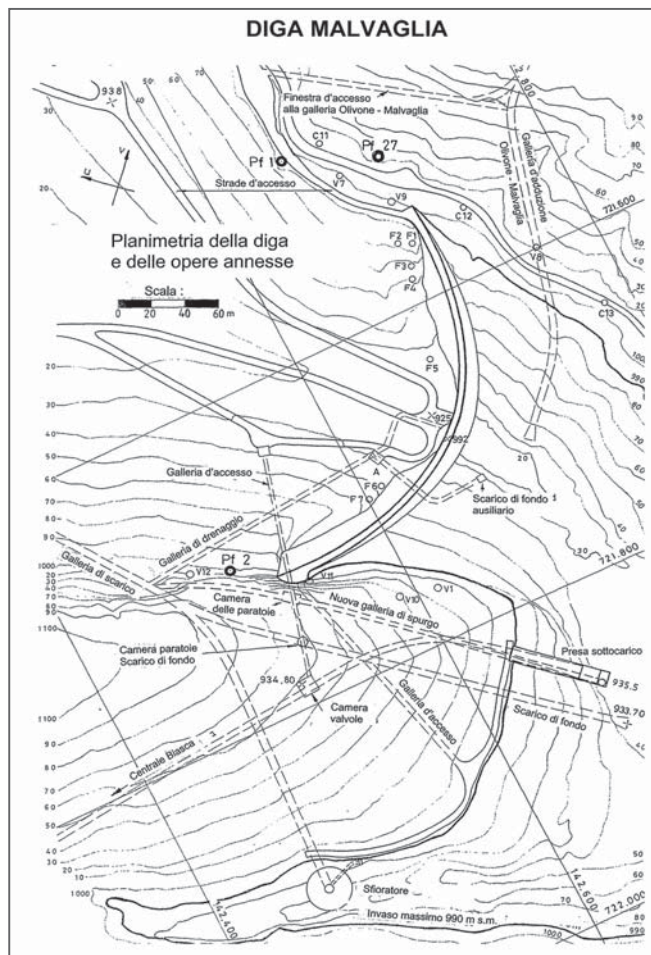 DIGA MALVAGLIA
Finestra d'accesso
alla galleria Olivone - Malvaglia
938
Pf 1
C11
Pf 27
V7
Strade d'accesso
V9
C12
Galleria d'adduzione
Olivone - Malvaglia
721.600
V
U
Planimetria della diga
e delle opere annesse
Scala :
0 20 40 60 m
F2
F1
F3
F4
V8
C13
F5
925
992
Galleria d'accesso
A
F6
F7
Scarico di fondo
ausiliario
Galleria di drenaggio
721.800
Galleria di scarico
V12
Pf 2
V11
Camera
delle paratoie
V10
V1
Nuova galleria di spurgo
Camera paratoie
Scarico di fondo
Presa sottocarico
935.5
933.70
934,80
Camera
valvole
Galleria d'accesso
Scarico di fondo
Centrale Biasca
Sfioratore
Invaso massimo 990 m s.m.
742.400
742.600
722.000